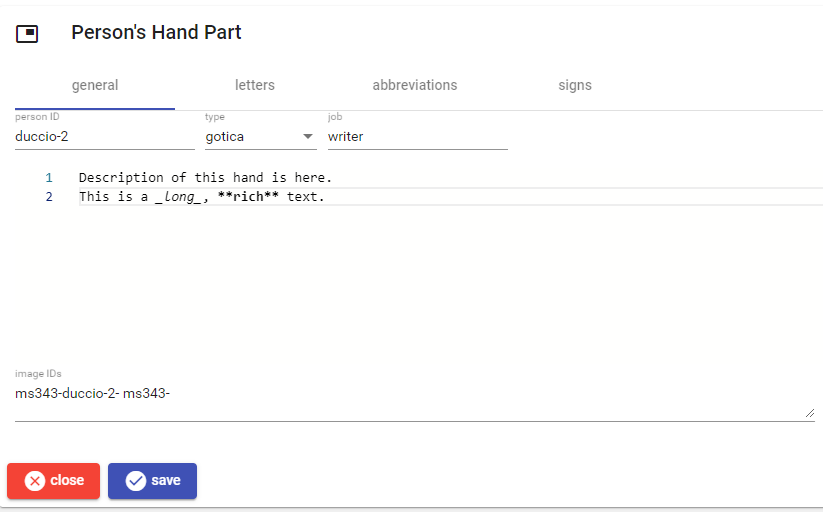 Person's Hand Part
general letters abbreviations signs
person ID type job
duccio-2 gotica writer
1 Description of this hand is here.
2 This is a _long_, **rich** text.
image IDs
ms343-duccio-2- ms343-
close save